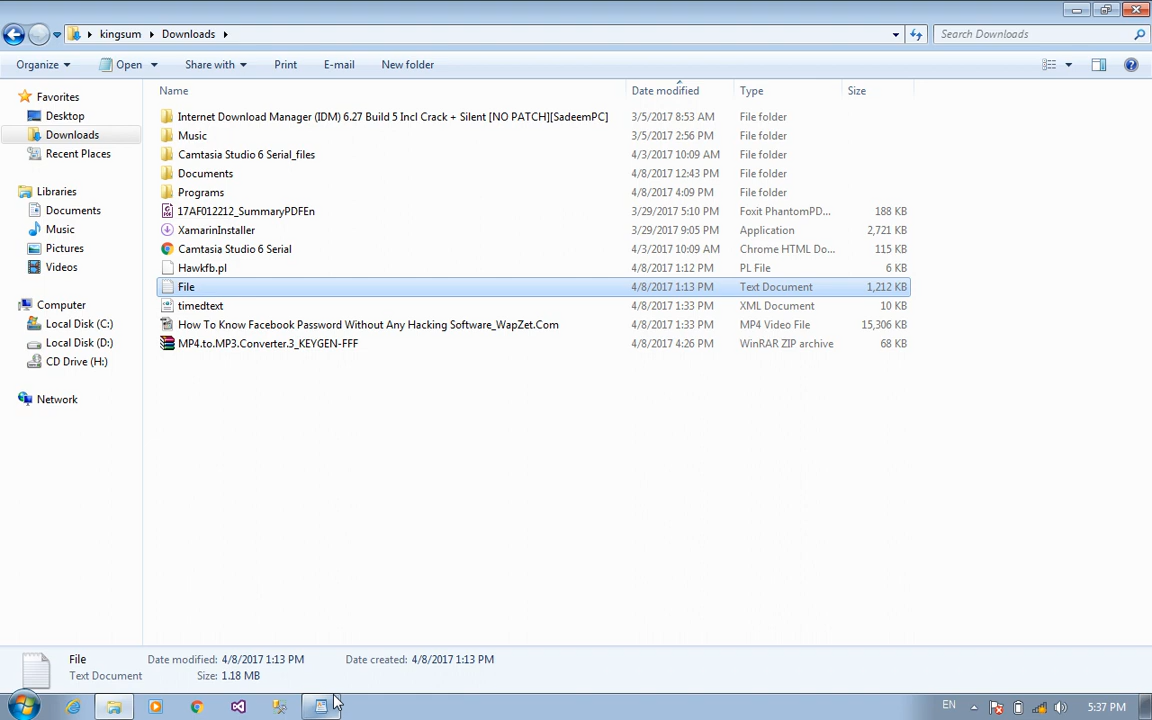 kingsum Downloads
Search Downloads
Organize Open Share with Print E-mail New folder
Name Date modified Type Size
Favorites
Desktop
Downloads
Recent Places
Libraries
Documents
Music
Pictures
Videos
Computer
Local Disk (C:)
Local Disk (D:)
CD Drive (H:)
Network
Internet Download Manager (IDM) 6.27 Build 5 Incl Crack + Silent [NO PATCH][SadeemPC] 3/5/2017 8:53 AM File folder
Music 3/5/2017 2:56 PM File folder
Camtasia Studio 6 Serial_files 4/3/2017 10:09 AM File folder
Documents 4/8/2017 12:43 PM File folder
Programs 4/8/2017 4:09 PM File folder
17AF012212_SummaryPDFEn 3/29/2017 5:10 PM Foxit PhantomPD... 188 KB
XamarinInstaller 3/29/2017 9:05 PM Application 2,721 KB
Camtasia Studio 6 Serial 4/3/2017 10:09 AM Chrome HTML Do... 115 KB
Hawkfb.pl 4/8/2017 1:12 PM PL File 6 KB
File 4/8/2017 1:13 PM Text Document 1,212 KB
timedtext 4/8/2017 1:33 PM XML Document 10 KB
How To Know Facebook Password Without Any Hacking Software_WapZet.Com 4/8/2017 1:33 PM MP4 Video File 15,306 KB
MP4.to.MP3.Converter.3_KEYGEN-FFF 4/8/2017 4:26 PM WinRAR ZIP archive 68 KB
File Date modified: 4/8/2017 1:13 PM Date created: 4/8/2017 1:13 PM
Text Document Size: 1.18 MB
EN 5:37 PM